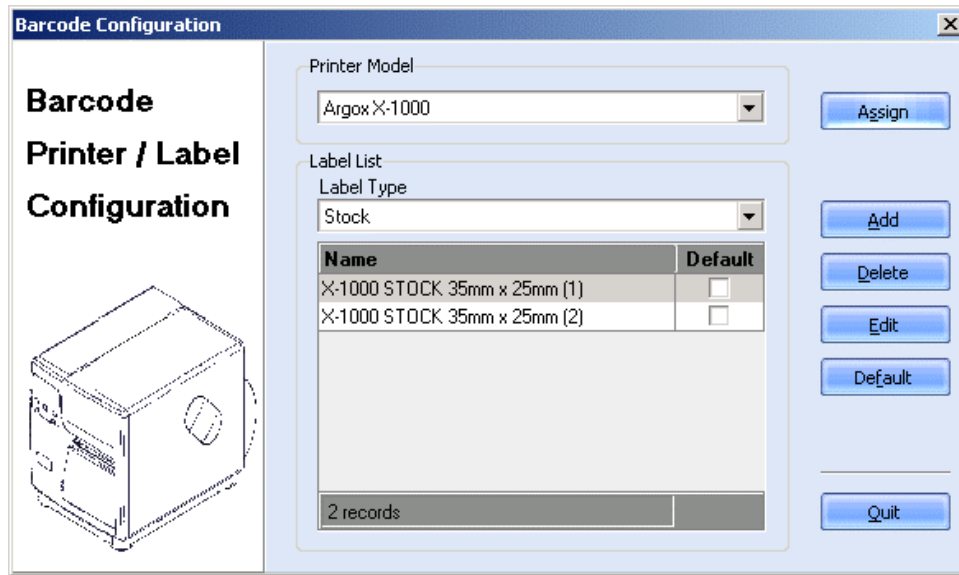 Barcode Configuration
Barcode
Printer / Label
Configuration
Printer Model
Argox X-1000
Assign
Label List
Label Type
Stock
Add
Name Default
Delete
X-1000 STOCK 35mm x 25mm (1)
X-1000 STOCK 35mm x 25mm (2)
Edit
Default
2 records
Quit